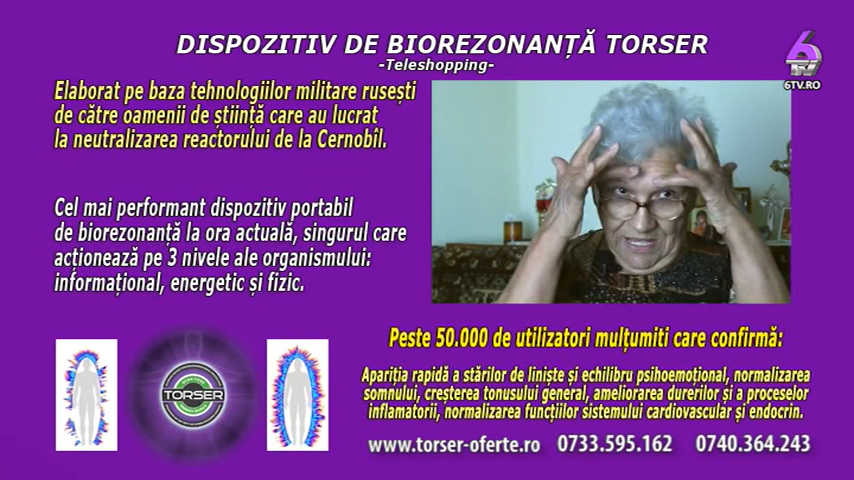 DISPOZITIV DE BIOREZONANȚĂ TORSER
-Teleshopping-
6TV.RO
Elaborat pe baza tehnologiilor militare rusești
de către oamenii de știință care au lucrat
la neutralizarea reactorului de la Cernobîl.
Cel mai performant dispozitiv portabil
de biorezonanță la ora actuală, singurul care
acționează pe 3 nivele ale organismului:
informațional, energetic și fizic.
TORSER
Peste 50.000 de utilizatori mulțumiti care confirmă:
Apariția rapidă a stărilor de liniște și echilibru psihoemoțional, normalizarea
somnului, creșterea tonusului general, ameliorarea durerilor și a proceselor
inflamatorii, normalizarea funcțiilor sistemului cardiovascular și endocrin.
www.torser-oferte.ro 0733.595.162 0740.364.243